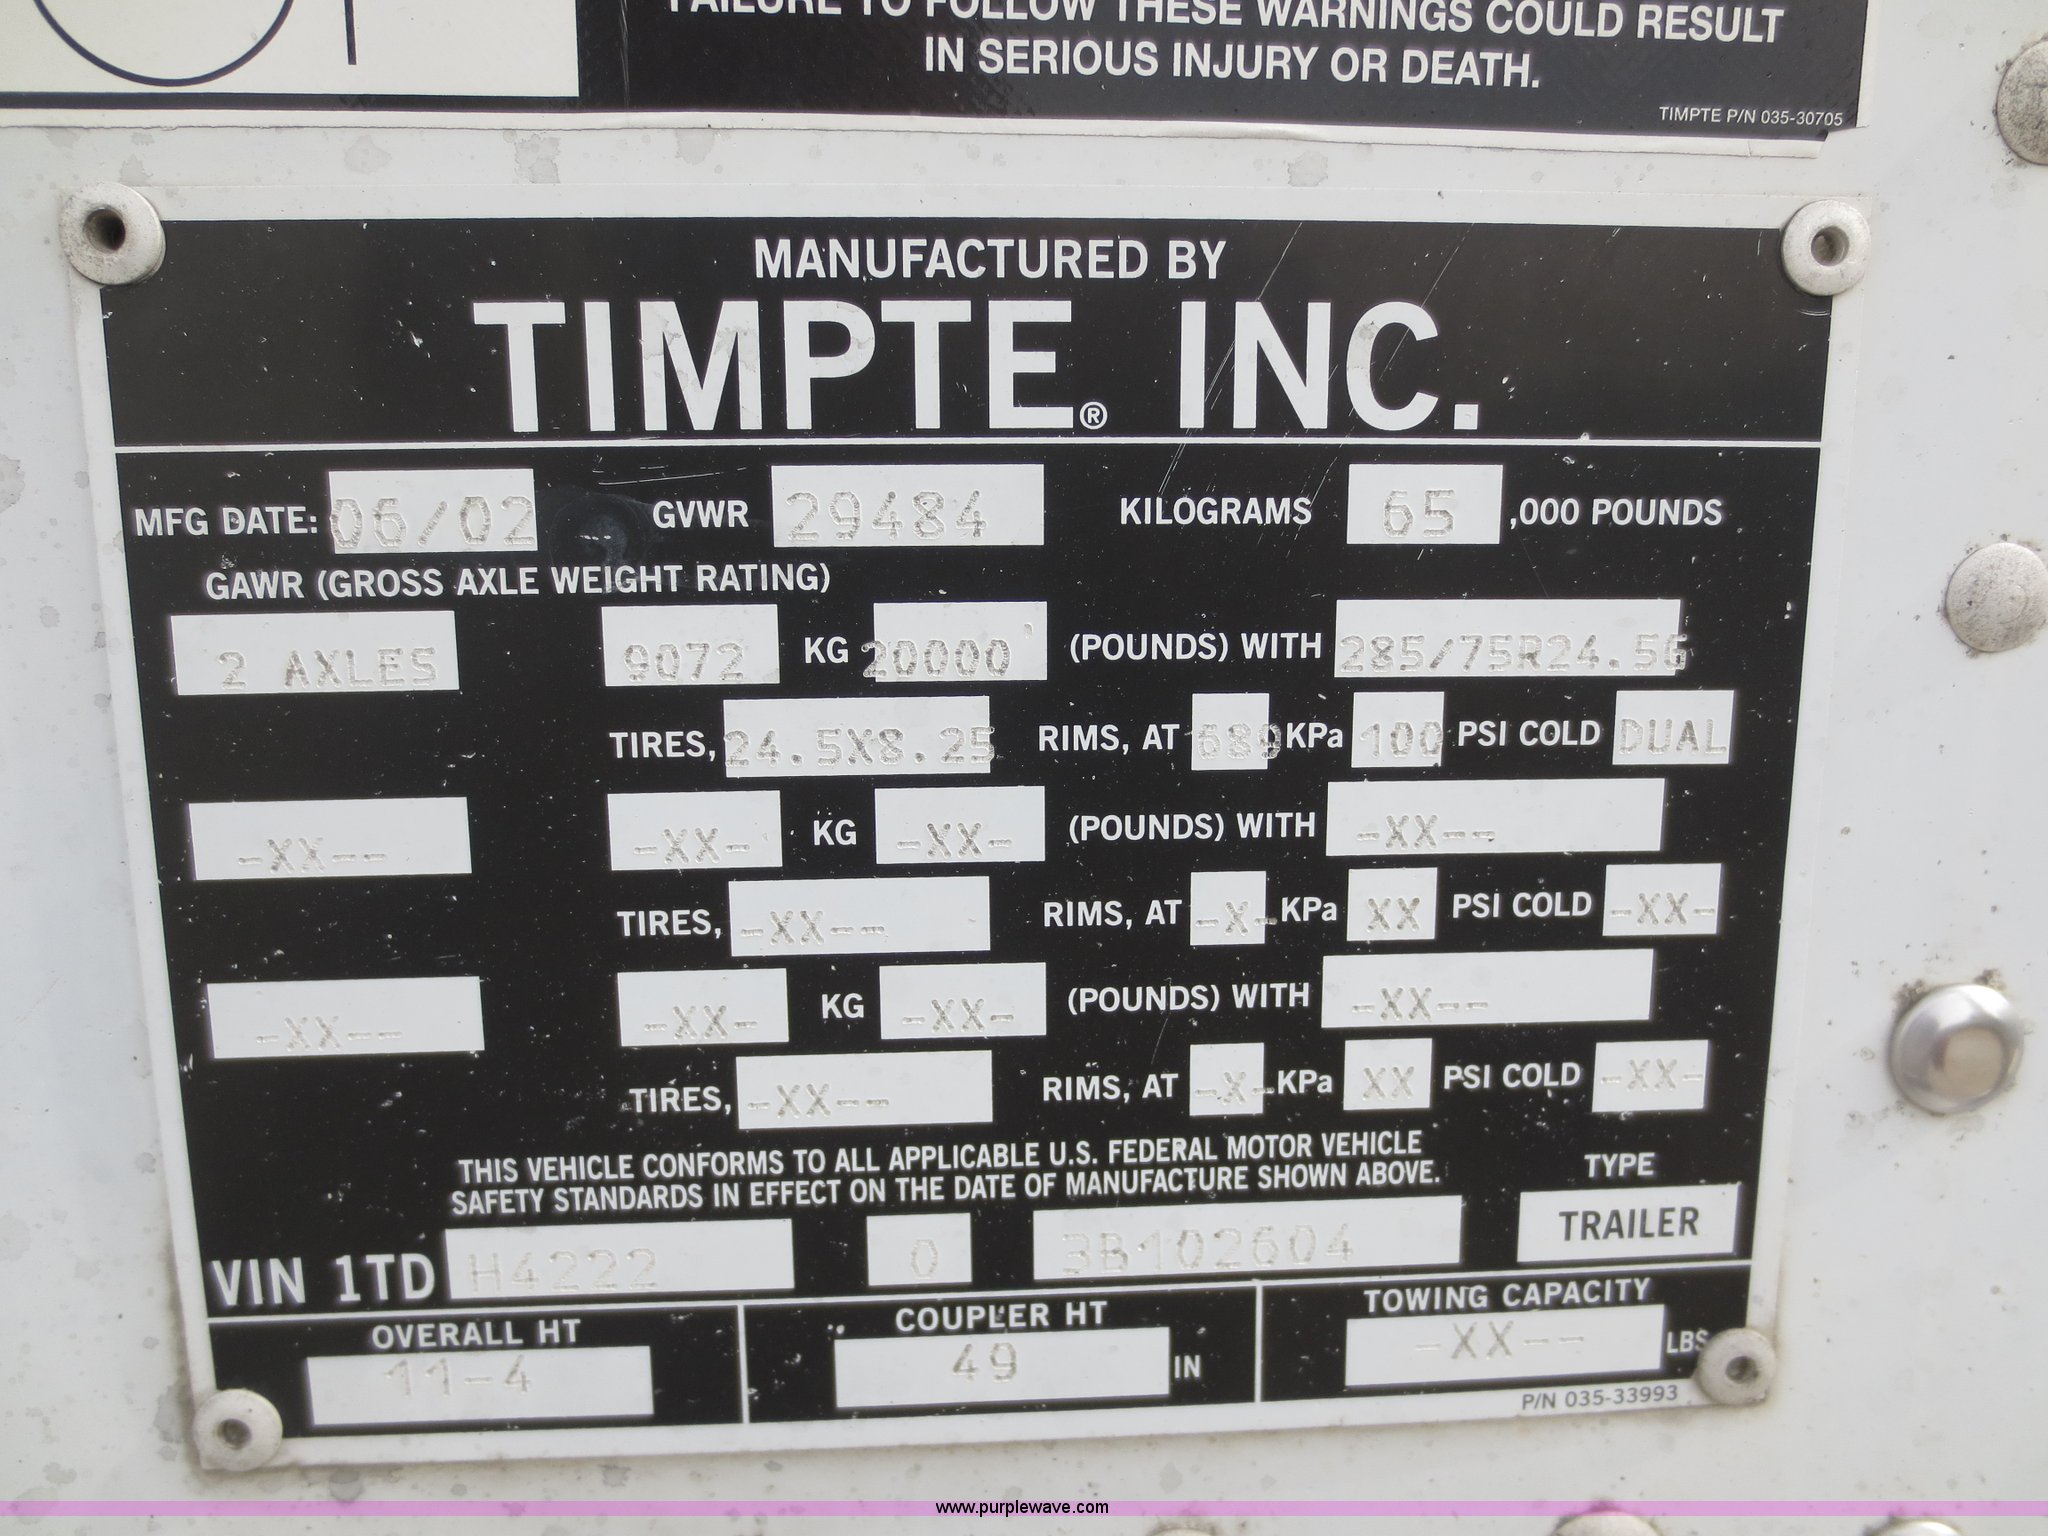 FAILURE TO FOLLOW THESE WARNINGS COULD RESULT
IN SERIOUS INJURY OR DEATH.
TIMPTE P/N 035-30705
MANUFACTURED BY
TIMPTE® INC.
MFG DATE: 06/02 GVWR 29484 KILOGRAMS 65 ,000 POUNDS
GAWR (GROSS AXLE WEIGHT RATING)
2 AXLES 9072 KG 20000 (POUNDS) WITH 285/75R24.5G
TIRES, 24.5X8.25 RIMS, AT 689 KPa 100 PSI COLD DUAL
-XX-- -XX- KG -XX- (POUNDS) WITH -XX--
TIRES, -XX-- RIMS, AT -X- KPa XX PSI COLD -XX-
-XX-- -XX- KG -XX- (POUNDS) WITH -XX--
TIRES, -XX-- RIMS, AT -X- KPa XX PSI COLD -XX-
THIS VEHICLE CONFORMS TO ALL APPLICABLE U.S. FEDERAL MOTOR VEHICLE
SAFETY STANDARDS IN EFFECT ON THE DATE OF MANUFACTURE SHOWN ABOVE.
TYPE
TRAILER
VIN 1TD H4222 0 3B102604
OVERALL HT
11-4
COUPLER HT
49 IN
TOWING CAPACITY
-XX-- LBS
P/N 035-33993
www.purplewave.com